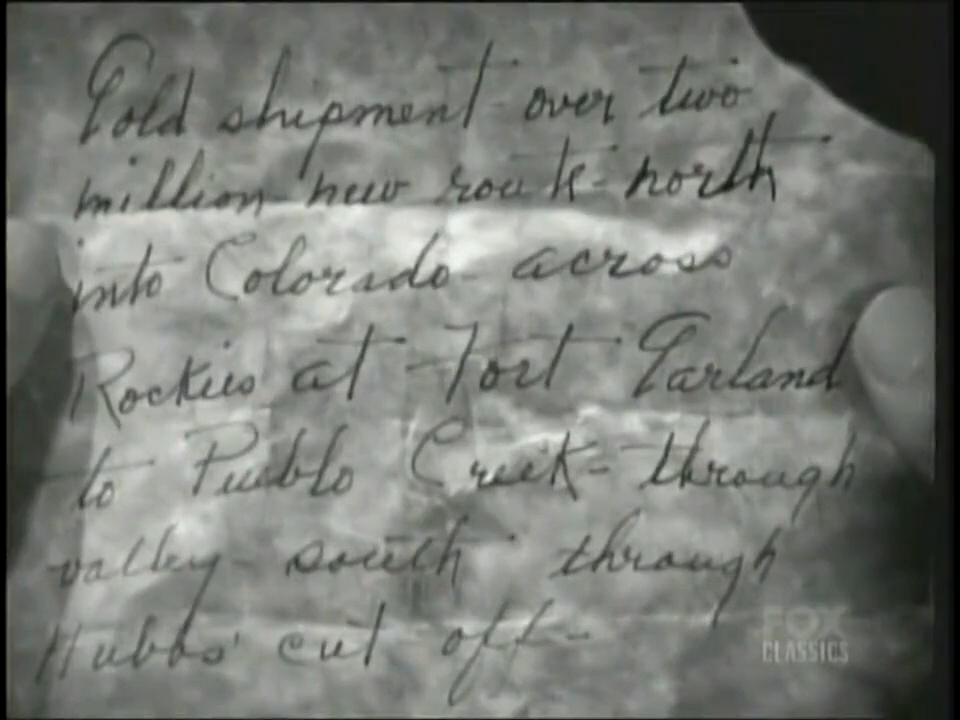 Gold shipment over two
million - new route - north
into Colorado - across
Rockies at Fort Garland
to Pueblo Creek - through
valley south through
Hubbs' cut off -
FOX
CLASSICS